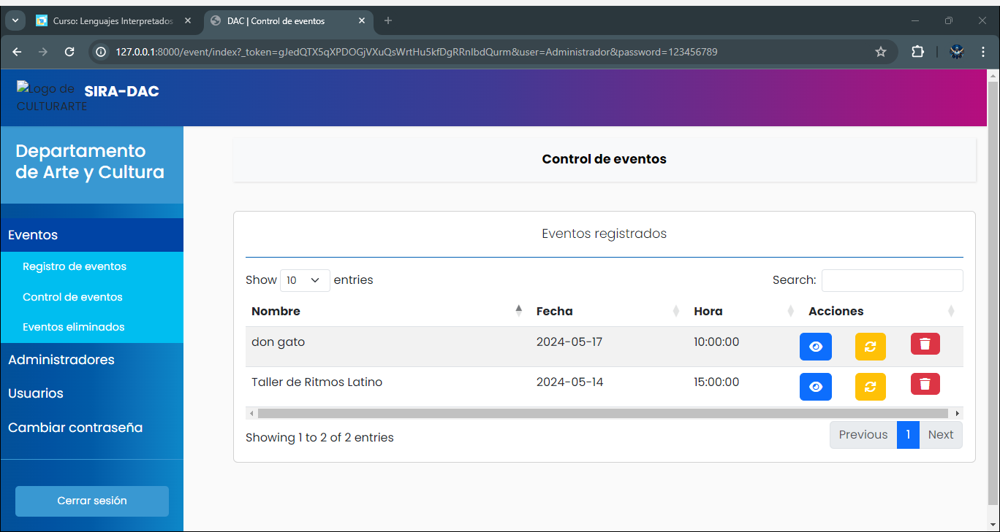 Curso: Lenguajes Interpretados
DAC | Control de eventos
127.0.0.1:8000/event/index?_token=gJedQTX5qXPDOGjVXuQsWrtHu5kfDgRRnIbdQurm&user=Administrador&password=123456789
Logo de
CULTURARTE
SIRA-DAC
Departamento
de Arte y Cultura
Eventos
Registro de eventos
Control de eventos
Eventos eliminados
Administradores
Usuarios
Cambiar contraseña
Cerrar sesión
Control de eventos
Eventos registrados
Show 10 entries
Search:
Nombre Fecha Hora Acciones
don gato 2024-05-17 10:00:00
Taller de Ritmos Latino 2024-05-14 15:00:00
Showing 1 to 2 of 2 entries
Previous 1 Next